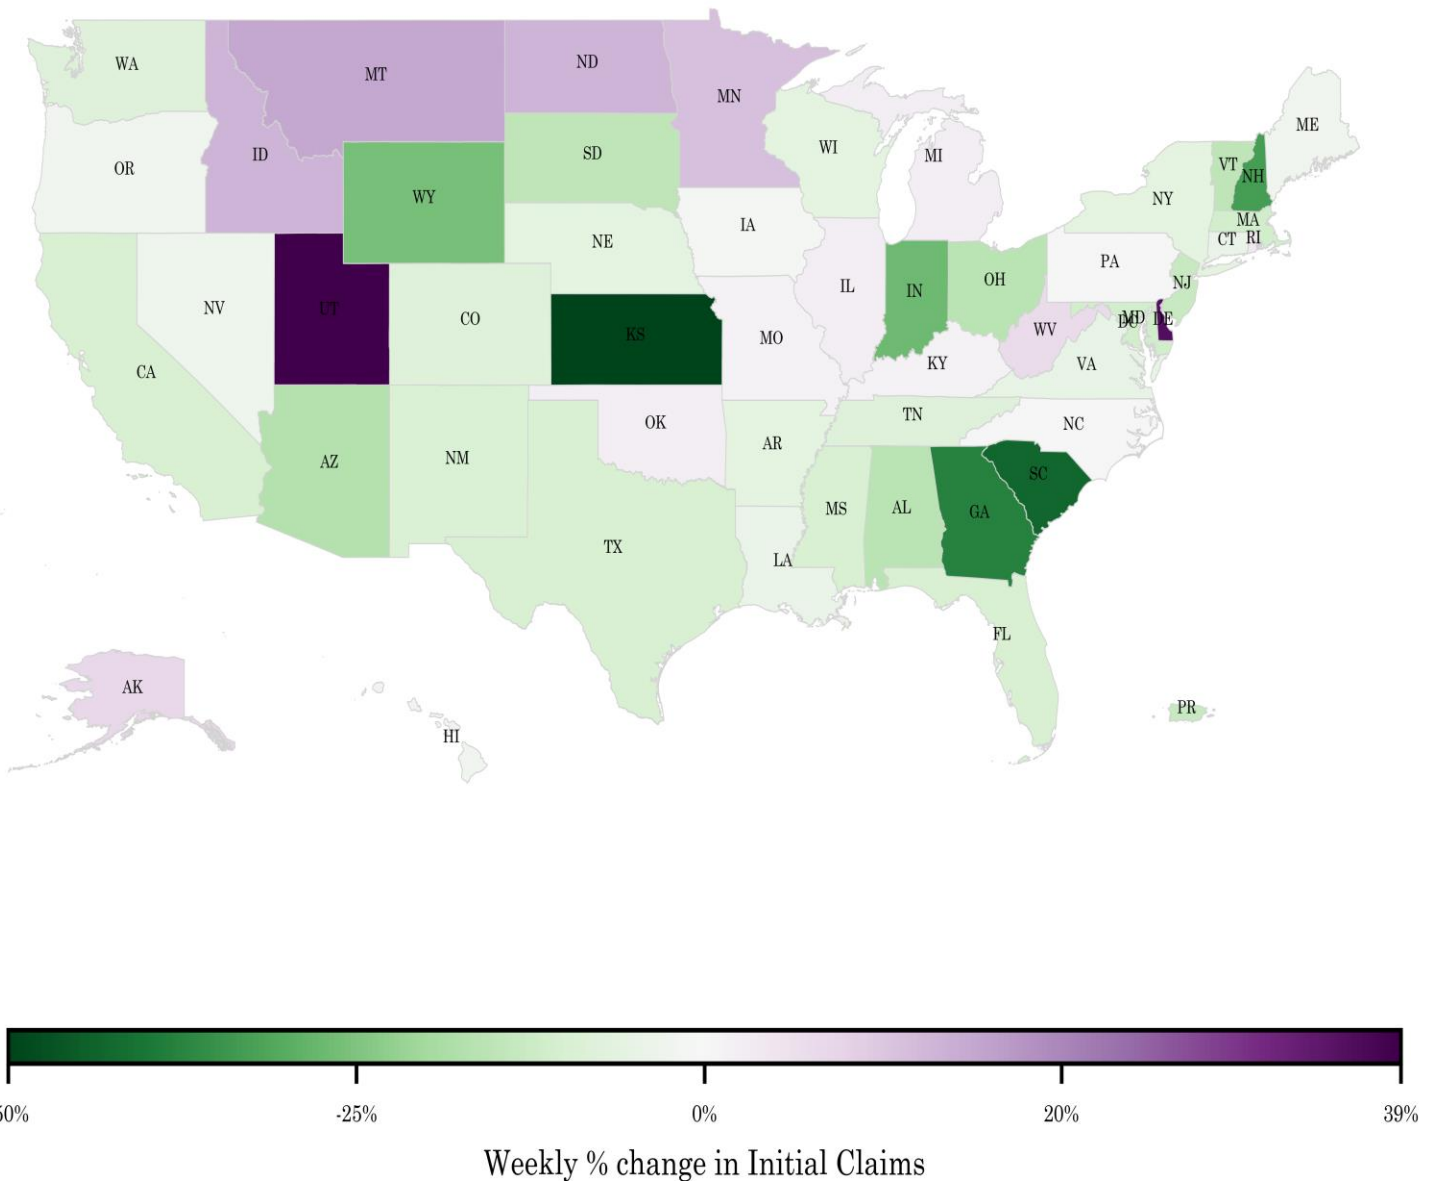 WA
MT
ND
MN
ME
OR
ID
WY
SD
WI
MI
VT
NH
NY
MA
CT
RI
IA
NE
PA
NV
UT
CO
KS
MO
IL
IN
OH
NJ
MD
DC
DE
WV
VA
KY
CA
AZ
NM
OK
AR
TN
NC
SC
MS
AL
GA
TX
LA
FL
AK
HI
PR
-25%
0%
20%
39%
Weekly % change in Initial Claims